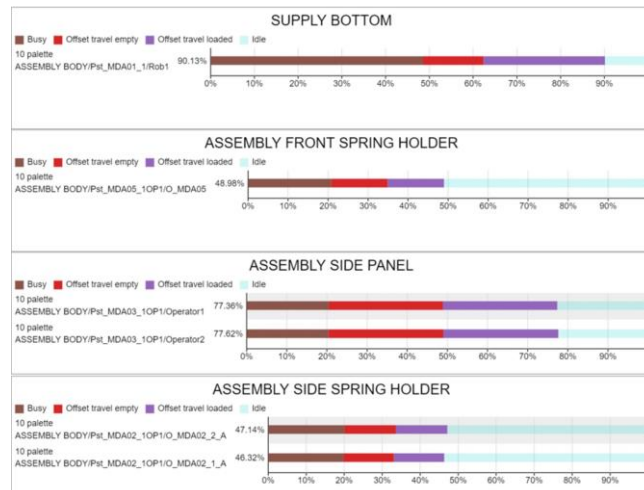 SUPPLY BOTTOM
Busy Offset travel empty Offset travel loaded Idle
10 palette
ASSEMBLY BODY/Pst_MDA01_1/Rob1 90.13%
0% 10% 20% 30% 40% 50% 60% 70% 80% 90%
ASSEMBLY FRONT SPRING HOLDER
Busy Offset travel empty Offset travel loaded Idle
10 palette
ASSEMBLY BODY/Pst_MDA05_1OP1/O_MDA05 48.98%
0% 10% 20% 30% 40% 50% 60% 70% 80% 90%
ASSEMBLY SIDE PANEL
Busy Offset travel empty Offset travel loaded Idle
10 palette
ASSEMBLY BODY/Pst_MDA03_1OP1/Operator1 77.36%
10 palette
ASSEMBLY BODY/Pst_MDA03_1OP1/Operator2 77.62%
0% 10% 20% 30% 40% 50% 60% 70% 80% 90%
ASSEMBLY SIDE SPRING HOLDER
Busy Offset travel empty Offset travel loaded Idle
10 palette
ASSEMBLY BODY/Pst_MDA02_1OP1/O_MDA02_2_A 47.14%
10 palette
ASSEMBLY BODY/Pst_MDA02_1OP1/O_MDA02_1_A 46.32%
0% 10% 20% 30% 40% 50% 60% 70% 80% 90%